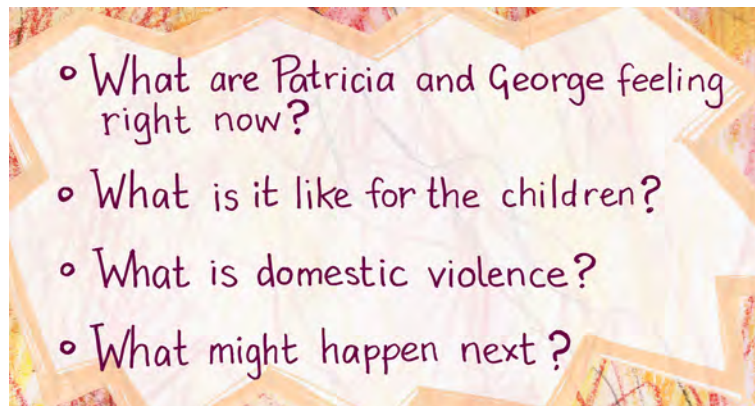 • What are Patricia and George feeling
right now?
• What is it like for the children?
• What is domestic violence?
• What might happen next?